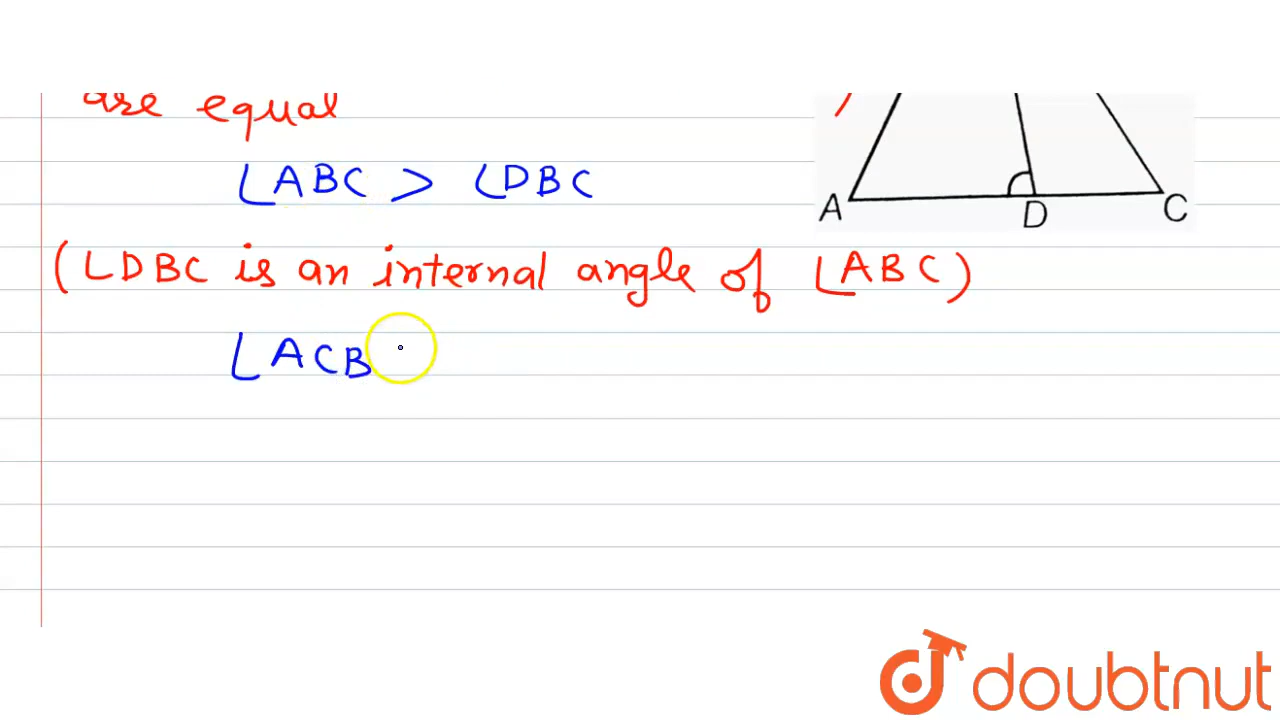 are equal
∠ABC > ∠DBC
A D C
(∠DBC is an internal angle of ∠ABC)
∠ACB
doubtnut